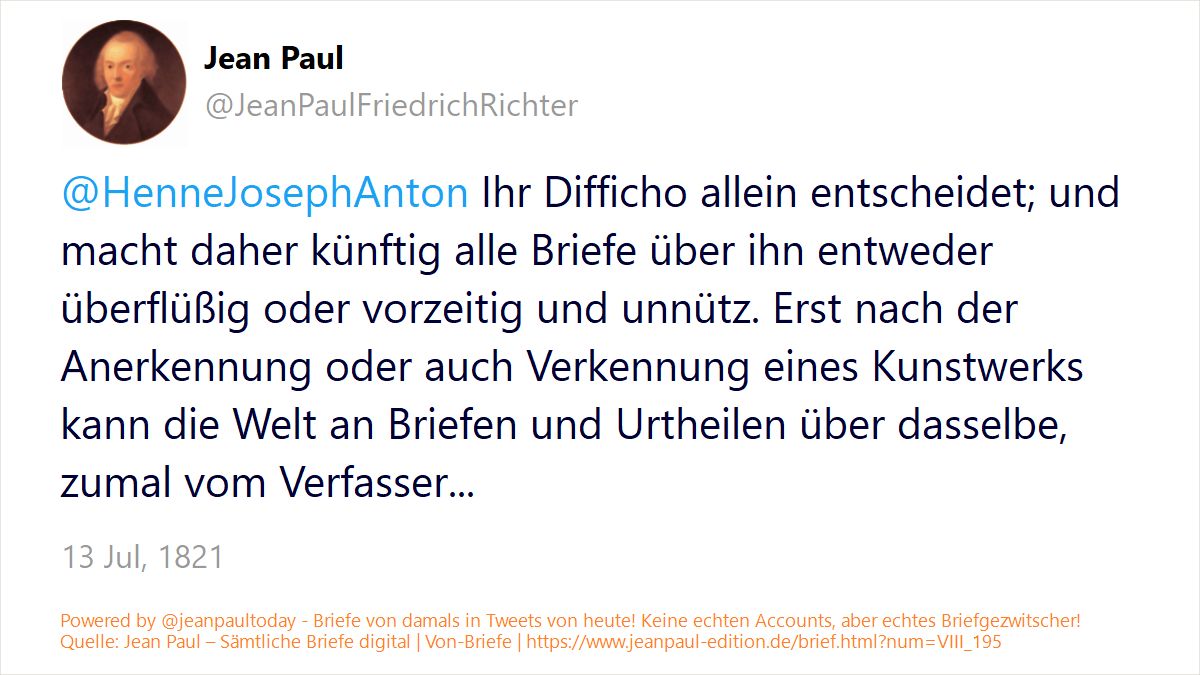 Jean Paul
@JeanPaulFriedrichRichter
@HenneJosephAnton Ihr Difficho allein entscheidet; und
macht daher künftig alle Briefe über ihn entweder
überflüßig oder vorzeitig und unnütz. Erst nach der
Anerkennung oder auch Verkennung eines Kunstwerks
kann die Welt an Briefen und Urtheilen über dasselbe,
zumal vom Verfasser...
13 Jul, 1821
Powered by @jeanpaultoday - Briefe von damals in Tweets von heute! Keine echten Accounts, aber echtes Briefgezwitscher!
Quelle: Jean Paul – Sämtliche Briefe digital | Von-Briefe | https://www.jeanpaul-edition.de/brief.html?num=VIII_195